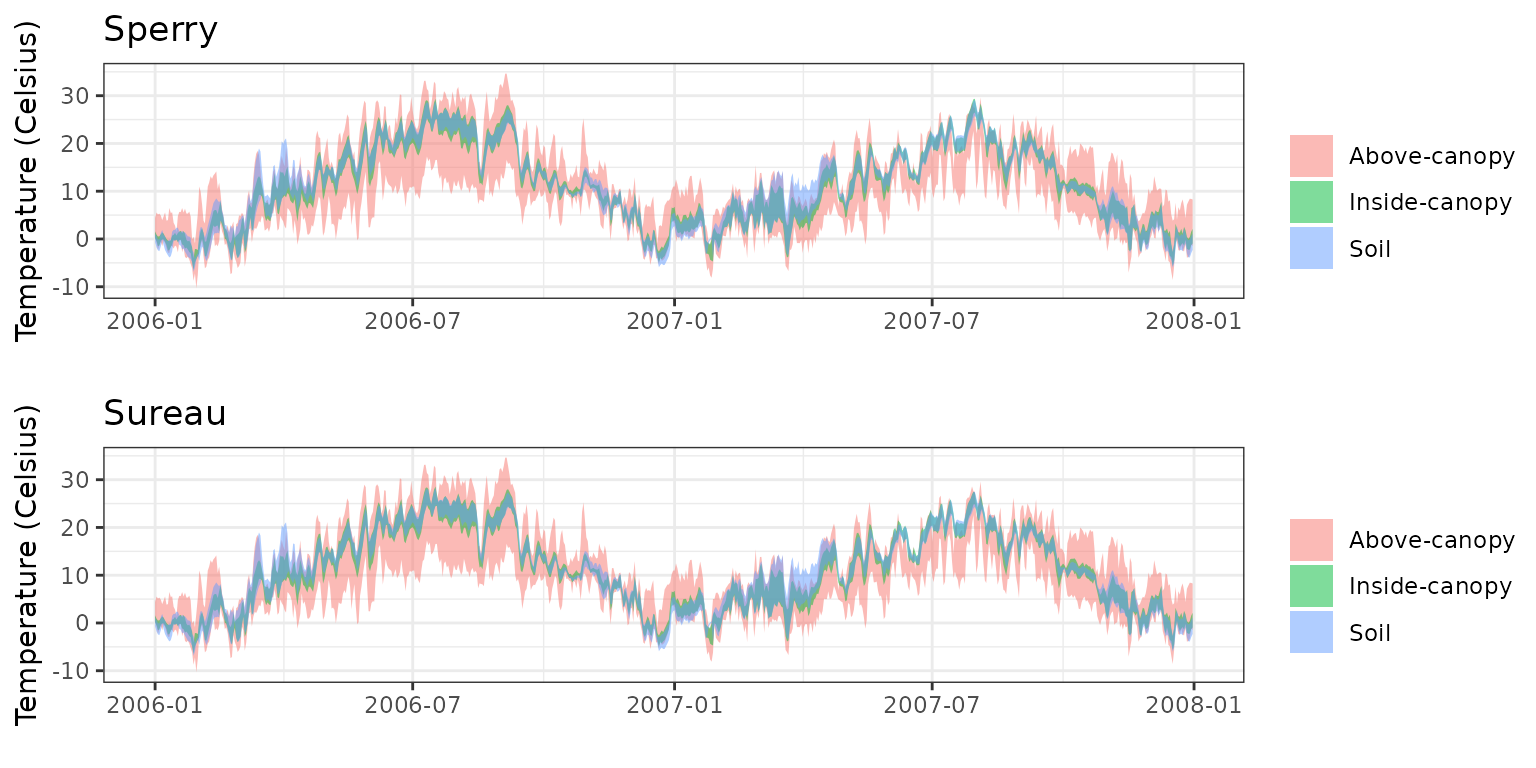 Sperry
Temperature (Celsius)
30
20
10
0
-10
2006-01 2006-07 2007-01 2007-07 2008-01
Above-canopy
Inside-canopy
Soil
Sureau
Temperature (Celsius)
30
20
10
0
-10
2006-01 2006-07 2007-01 2007-07 2008-01
Above-canopy
Inside-canopy
Soil